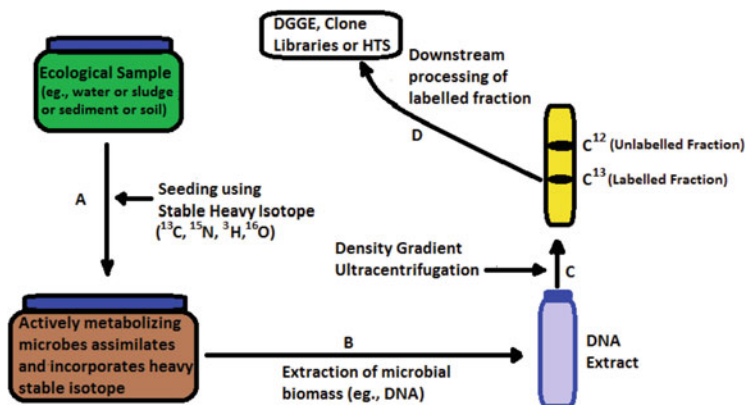 Ecological Sample
(eg., water or sludge
or sediment or soil)
A
Seeding using
Stable Heavy Isotope
(¹³C, ¹⁵N, ³H,¹⁶O)
Actively metabolizing
microbes assimilates
and incorporates heavy
stable isotope
B
Extraction of microbial
biomass (eg., DNA)
DNA
Extract
Density Gradient
Ultracentrifugation
C
C¹² (Unlabelled Fraction)
C¹³ (Labelled Fraction)
Downstream
processing of
labelled fraction
D
DGGE, Clone
Libraries or HTS